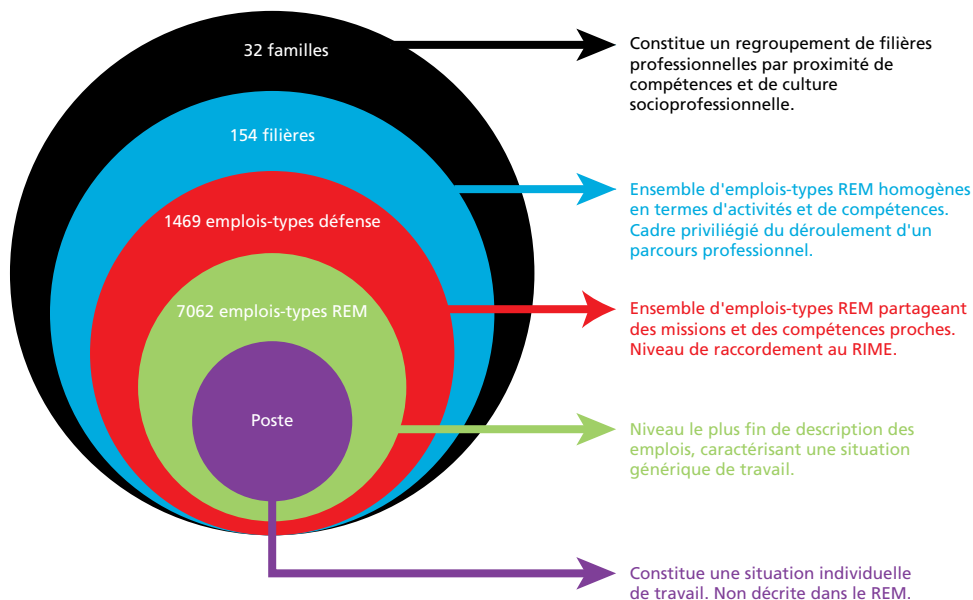 32 familles
154 filières
1469 emplois-types défense
7062 emplois-types REM
Poste
Constitue un regroupement de filières
professionnelles par proximité de
compétences et de culture
socioprofessionnelle.
Ensemble d'emplois-types REM homogènes
en termes d'activités et de compétences.
Cadre priviliégié du déroulement d'un
parcours professionnel.
Ensemble d'emplois-types REM partageant
des missions et des compétences proches.
Niveau de raccordement au RIME.
Niveau le plus fin de description des
emplois, caractérisant une situation
générique de travail.
Constitue une situation individuelle
de travail. Non décrite dans le REM.